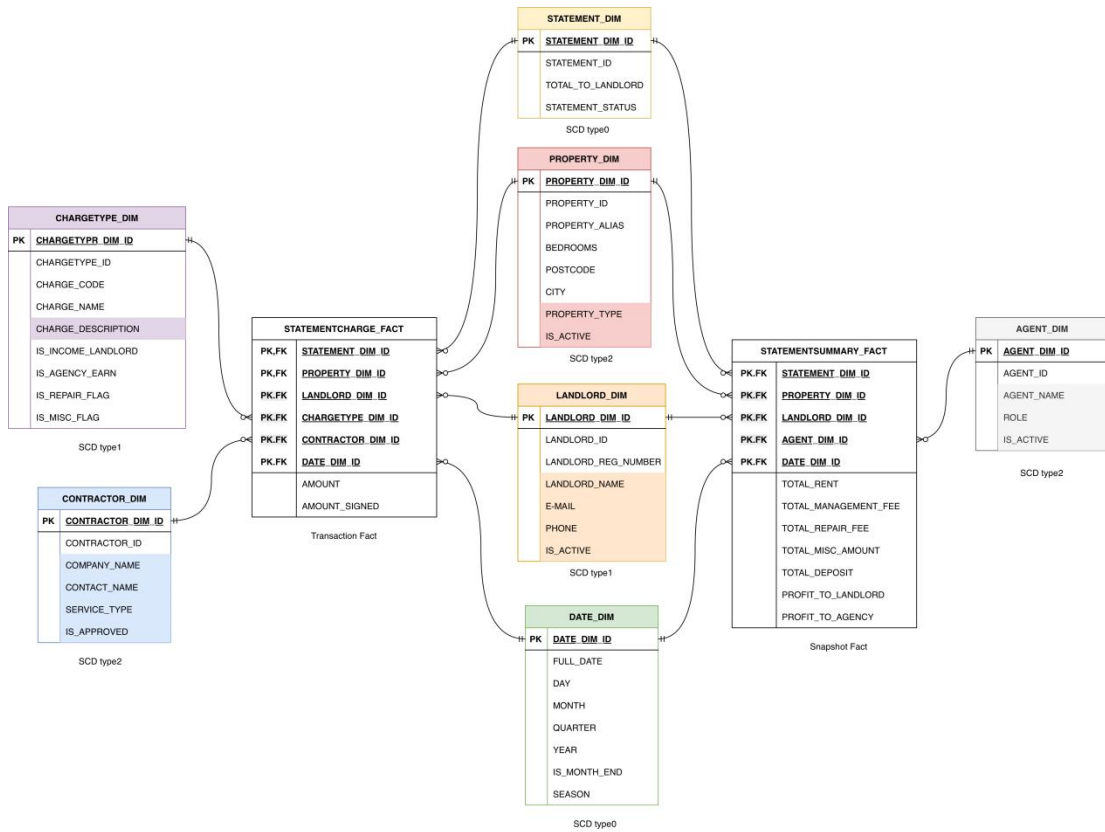 STATEMENT_DIM
PK STATEMENT_DIM_ID
STATEMENT_ID
TOTAL_TO_LANDLORD
STATEMENT_STATUS
SCD type0
PROPERTY_DIM
PK PROPERTY_DIM_ID
PROPERTY_ID
PROPERTY_ALIAS
BEDROOMS
POSTCODE
CITY
PROPERTY_TYPE
IS_ACTIVE
SCD type2
CHARGETYPE_DIM
PK CHARGETYPR_DIM_ID
CHARGETYPE_ID
CHARGE_CODE
CHARGE_NAME
CHARGE_DESCRIPTION
IS_INCOME_LANDLORD
IS_AGENCY_EARN
IS_REPAIR_FLAG
IS_MISC_FLAG
SCD type1
STATEMENTCHARGE_FACT
PK,FK STATEMENT_DIM_ID
PK,FK PROPERTY_DIM_ID
PK.FK LANDLORD_DIM_ID
PK.FK CHARGETYPE_DIM_ID
PK.FK CONTRACTOR_DIM_ID
PK.FK DATE_DIM_ID
AMOUNT
AMOUNT_SIGNED
Transaction Fact
LANDLORD_DIM
PK LANDLORD_DIM_ID
LANDLORD_ID
LANDLORD_REG_NUMBER
LANDLORD_NAME
E-MAIL
PHONE
IS_ACTIVE
SCD type1
STATEMENTSUMMARY_FACT
PK.FK STATEMENT_DIM_ID
PK.FK PROPERTY_DIM_ID
PK.FK LANDLORD_DIM_ID
PK.FK AGENT_DIM_ID
PK.FK DATE_DIM_ID
TOTAL_RENT
TOTAL_MANAGEMENT_FEE
TOTAL_REPAIR_FEE
TOTAL_MISC_AMOUNT
TOTAL_DEPOSIT
PROFIT_TO_LANDLORD
PROFIT_TO_AGENCY
Snapshot Fact
AGENT_DIM
PK AGENT_DIM_ID
AGENT_ID
AGENT_NAME
ROLE
IS_ACTIVE
SCD type2
CONTRACTOR_DIM
PK CONTRACTOR_DIM_ID
CONTRACTOR_ID
COMPANY_NAME
CONTACT_NAME
SERVICE_TYPE
IS_APPROVED
SCD type2
DATE_DIM
PK DATE_DIM_ID
FULL_DATE
DAY
MONTH
QUARTER
YEAR
IS_MONTH_END
SEASON
SCD type0